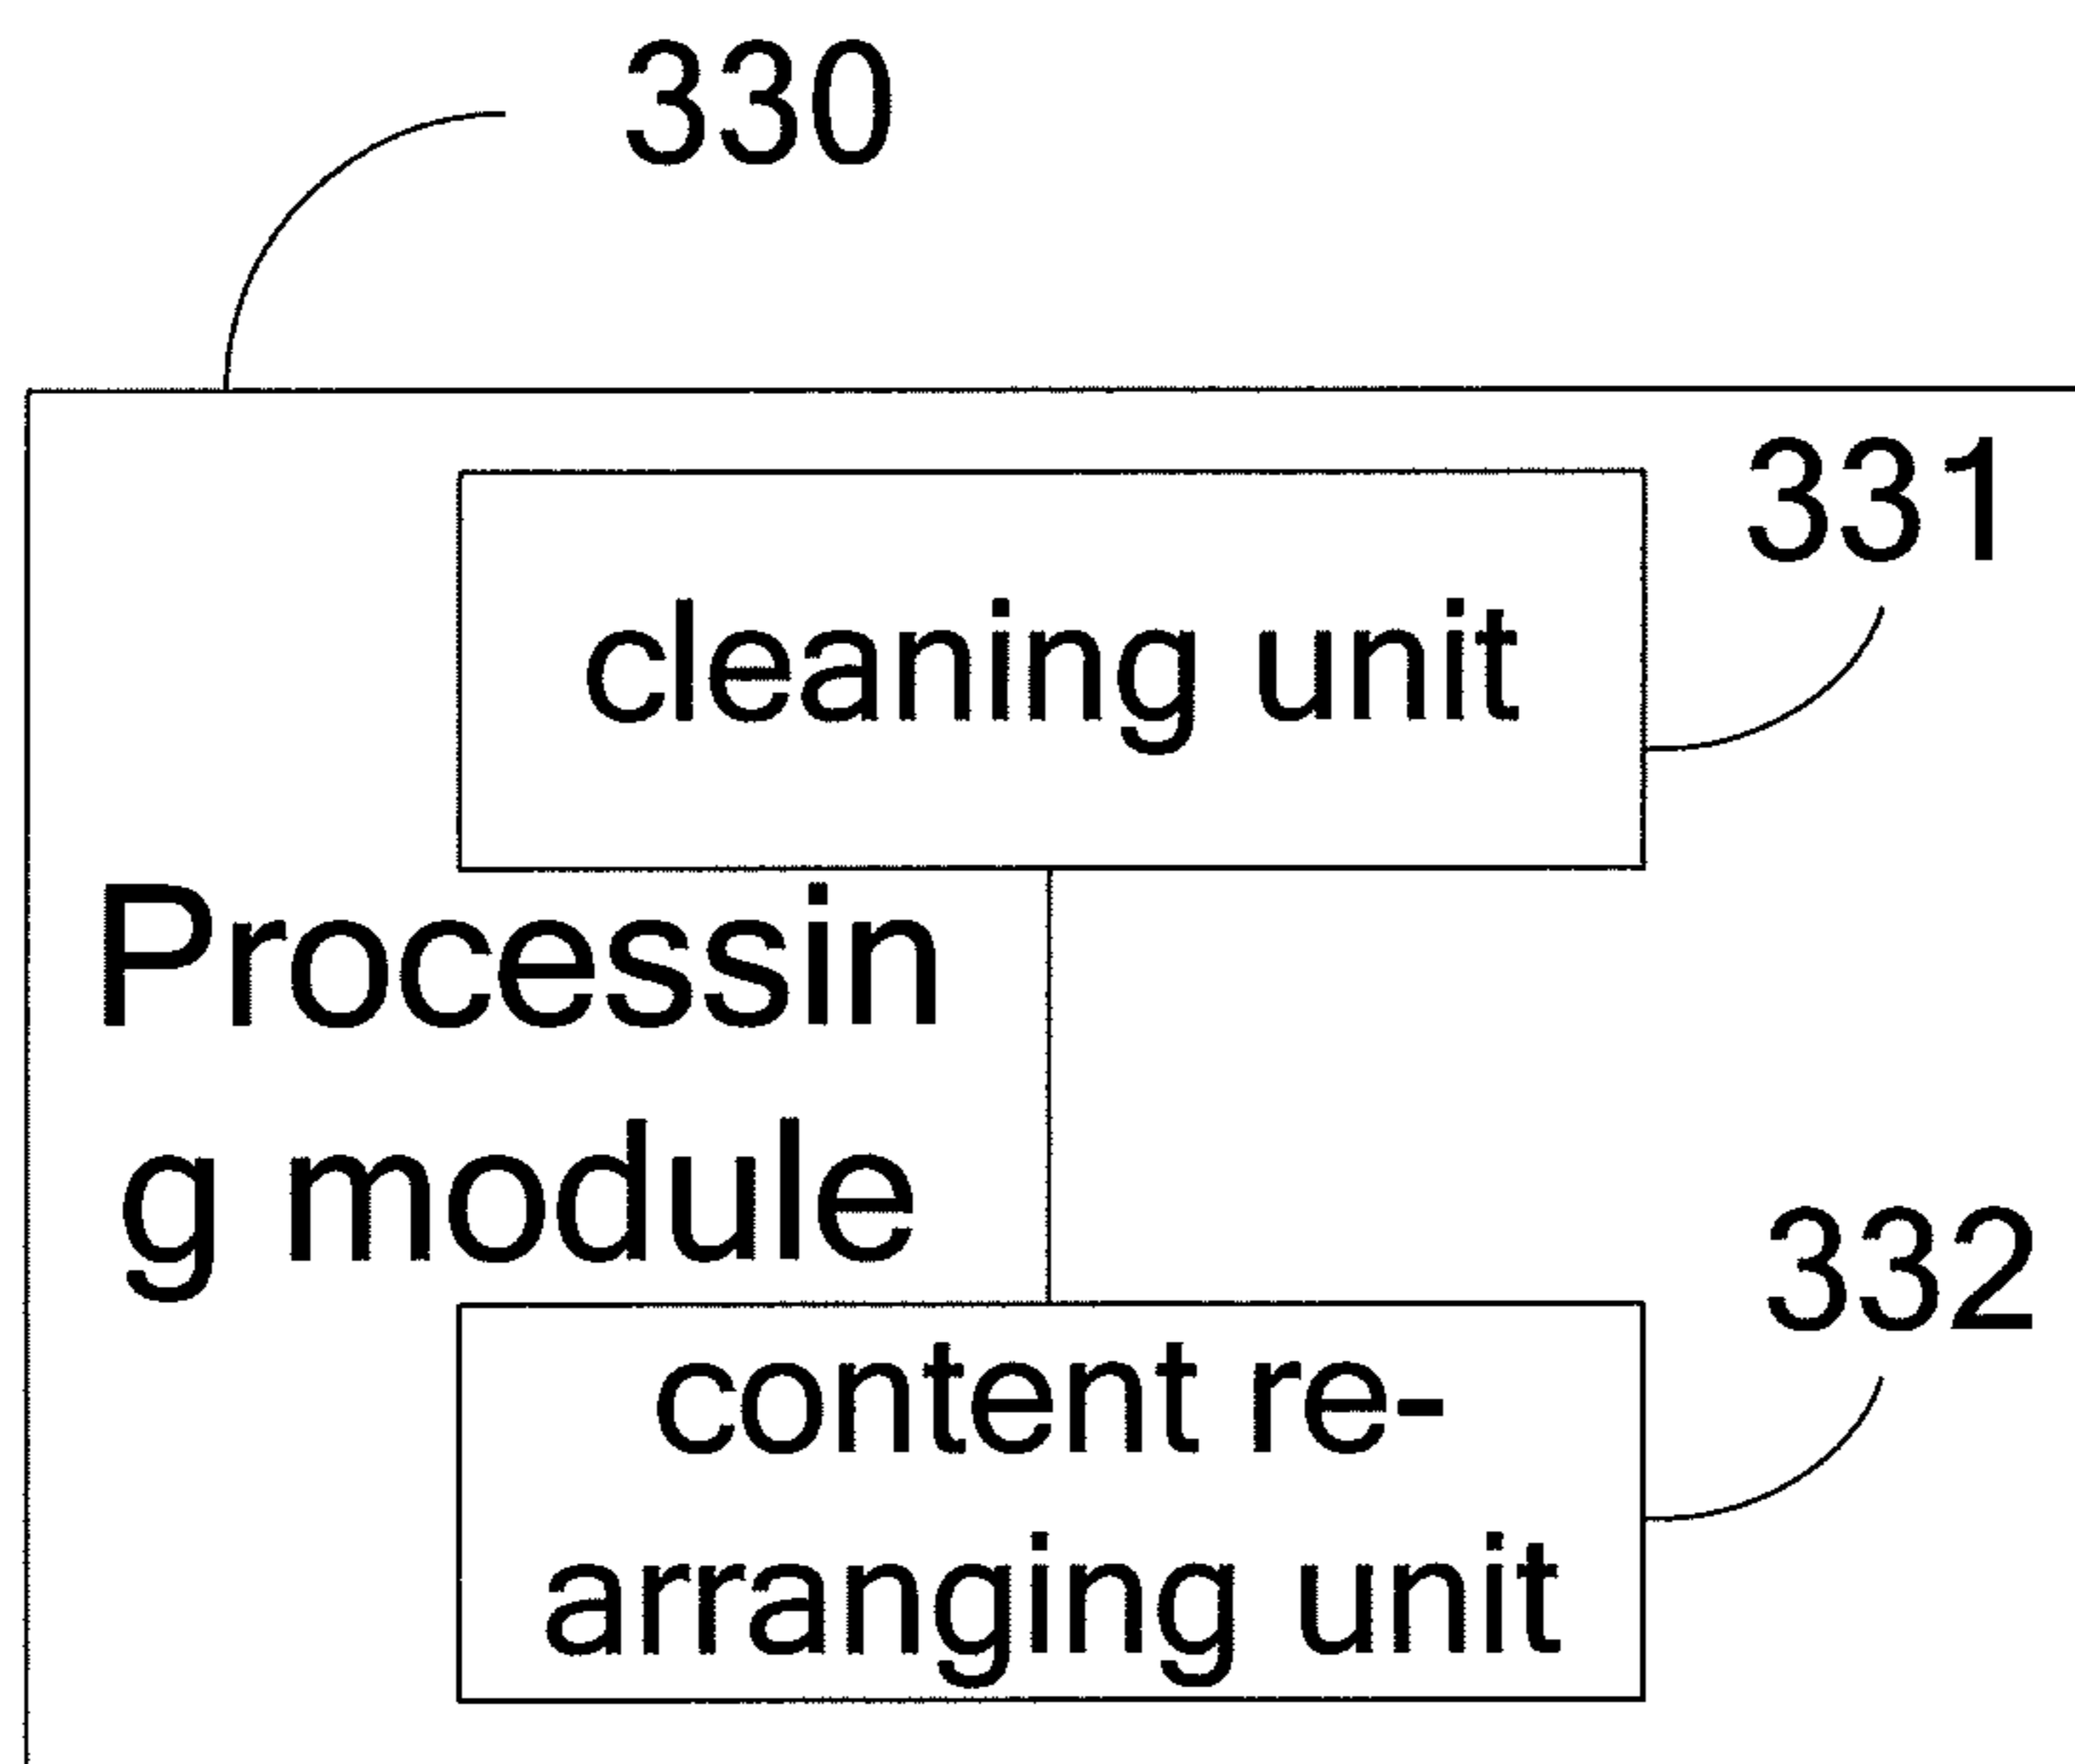 330
331
cleaning unit
Processin
g module
332
content re-
arranging unit